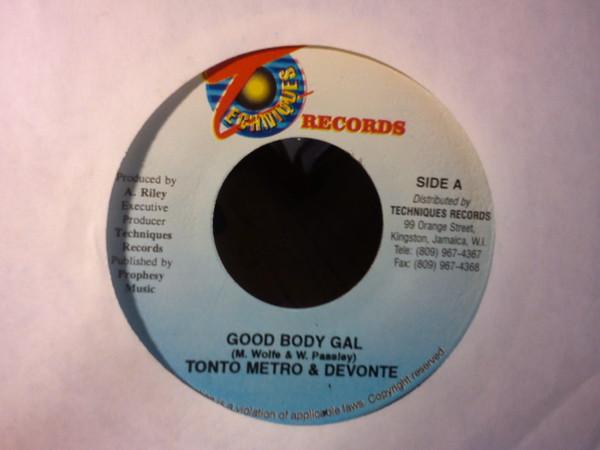 TECHNIQUES
RECORDS
Produced by
A. Riley
Executive
Producer
Techniques
Records
Published by
Prophesy
Music
SIDE A
Distributed by
TECHNIQUES RECORDS
99 Orange Street,
Kingston, Jamaica, W.I.
Tele: (809) 967-4367
Fax: (809) 967-4368
GOOD BODY GAL
(M. Wolfe & W. Passley)
TONTO METRO & DEVONTE
is a violation of applicable laws. Copyright reserved